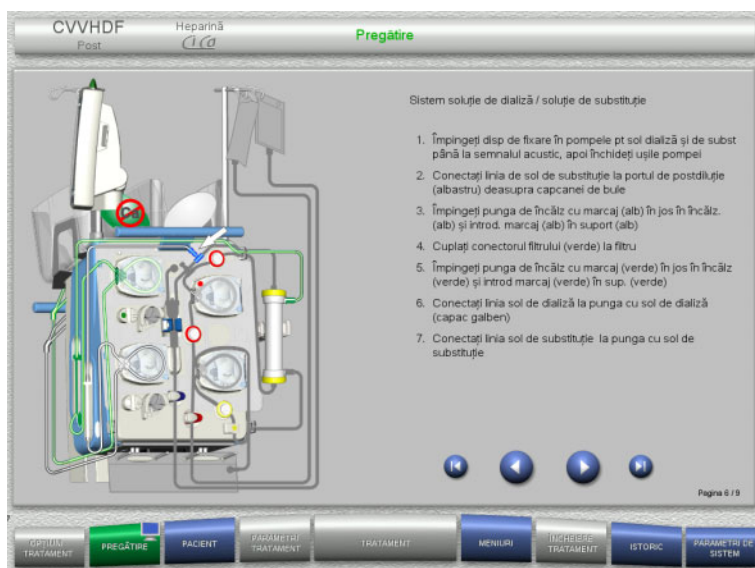 CVVHDF
Post
Heparină
CiCa
Pregătire
Sistem soluție de dializă / soluție de substituție
1. Împingeți disp de fixare în pompele pt sol dializă și de subst
până la semnalul acustic, apoi închideți ușile pompei
2. Conectați linia de sol de substituție la portul de postdiluție
(albastru) deasupra capcanei de bule
3. Împingeți punga de încălz cu marcaj (alb) în jos în încălz.
(alb) și introd. marcaj (alb) în suport (alb)
4. Cuplați conectorul filtrului (verde) la filtru
5. Împingeți punga de încălz cu marcaj (verde) în jos în încălz
(verde) și introd marcaj (verde) în sup. (verde)
6. Conectați linia sol de dializă la punga cu sol de dializă
(capac galben)
7. Conectați linia sol de substituție la punga cu sol de
substituție
Ca
Pagina 6 / 9
OPȚIUNI
TRATAMENT
PREGĂTIRE
PACIENT
PARAMETRI
TRATAMENT
TRATAMENT
MENIURI
ÎNCHEIERE
TRATAMENT
ISTORIC
PARAMETRI DE
SISTEM